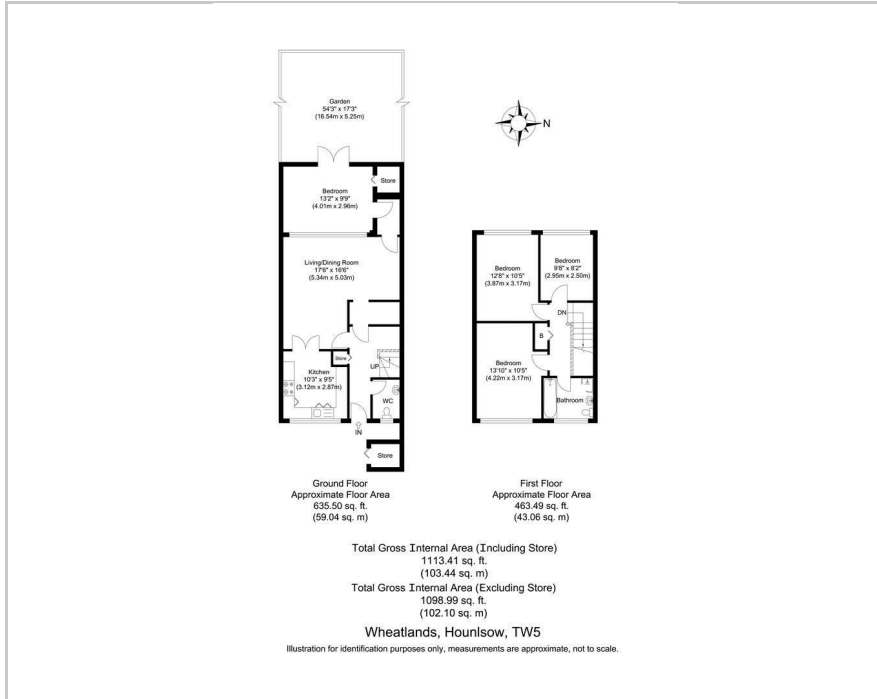 Garden
54'3" x 17'3"
(16.54m x 5.25m)
N
Bedroom
13'2" x 9'9"
(4.01m x 2.96m)
Store
Living/Dining Room
17'6" x 16'6"
(5.34m x 5.03m)
Store
Kitchen
10'3" x 9'5"
(3.12m x 2.87m)
UP
WC
IN
Store
Bedroom
12'8" x 10'5"
(3.87m x 3.17m)
Bedroom
9'8" x 8'2"
(2.95m x 2.50m)
DN
B
Bedroom
13'10" x 10'5"
(4.22m x 3.17m)
Bathroom
Ground Floor
Approximate Floor Area
635.50 sq. ft.
(59.04 sq. m)
First Floor
Approximate Floor Area
463.49 sq. ft.
(43.06 sq. m)
Total Gross Internal Area (Including Store)
1113.41 sq. ft.
(103.44 sq. m)
Total Gross Internal Area (Excluding Store)
1098.99 sq. ft.
(102.10 sq. m)
Wheatlands, Hounlsow, TW5
Illustration for identification purposes only, measurements are approximate, not to scale.